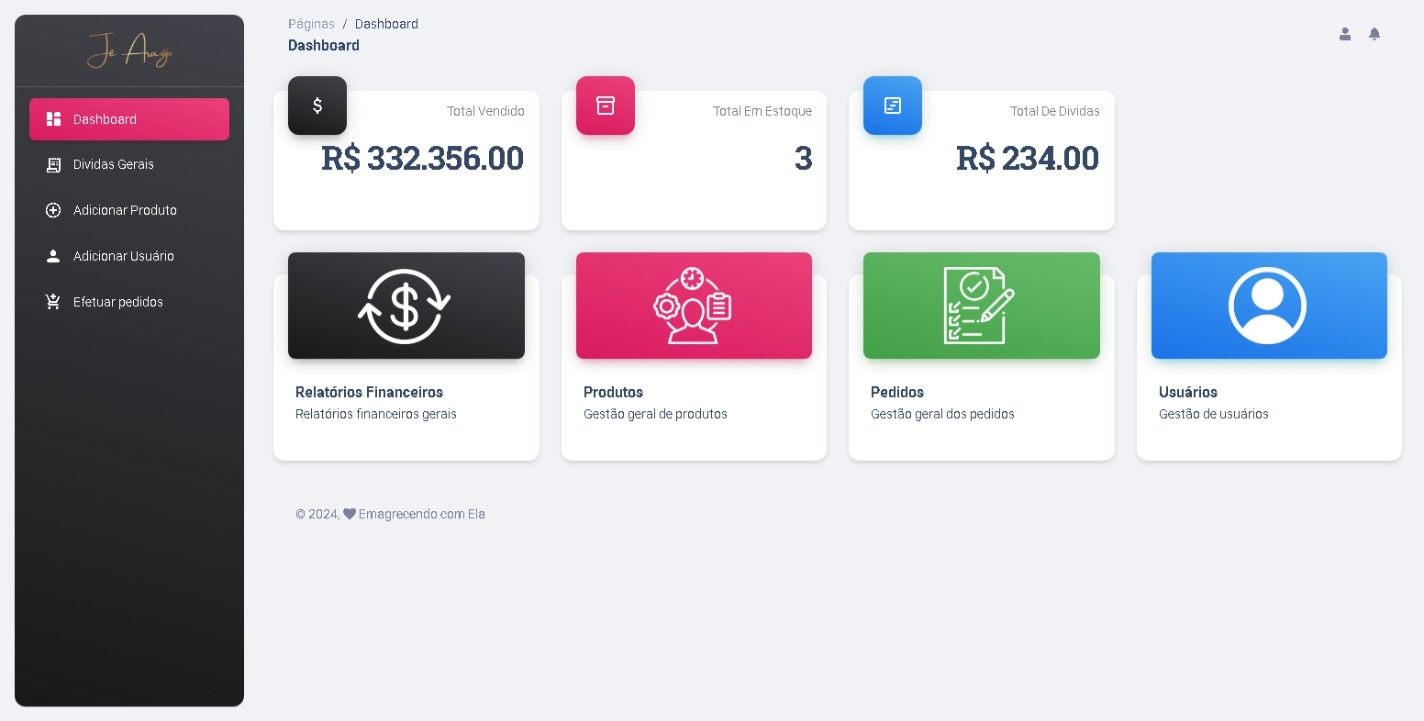 Jé Araújo
Páginas / Dashboard
Dashboard
Dashboard
Dividas Gerais
Adicionar Produto
Adicionar Usuário
Efetuar pedidos
Total Vendido
R$ 332.356.00
Total Em Estoque
3
Total De Dividas
R$ 234.00
Relatórios Financeiros
Relatórios financeiros gerais
Produtos
Gestão geral de produtos
Pedidos
Gestão geral dos pedidos
Usuários
Gestão de usuários
© 2024, ♥ Emagrecendo com Ela